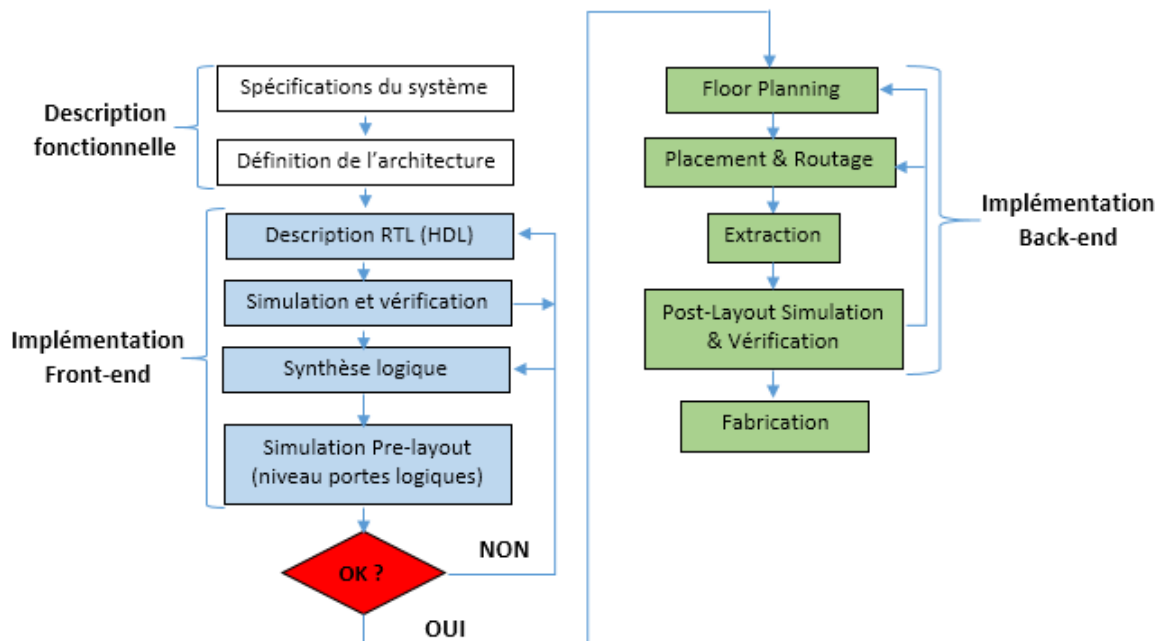 Spécifications du système
Description
fonctionnelle
Définition de l’architecture
Description RTL (HDL)
Simulation et vérification
Implémentation
Front-end
Synthèse logique
Simulation Pre-layout
(niveau portes logiques)
OK ?
NON
OUI
Floor Planning
Placement & Routage
Extraction
Implémentation
Back-end
Post-Layout Simulation
& Vérification
Fabrication